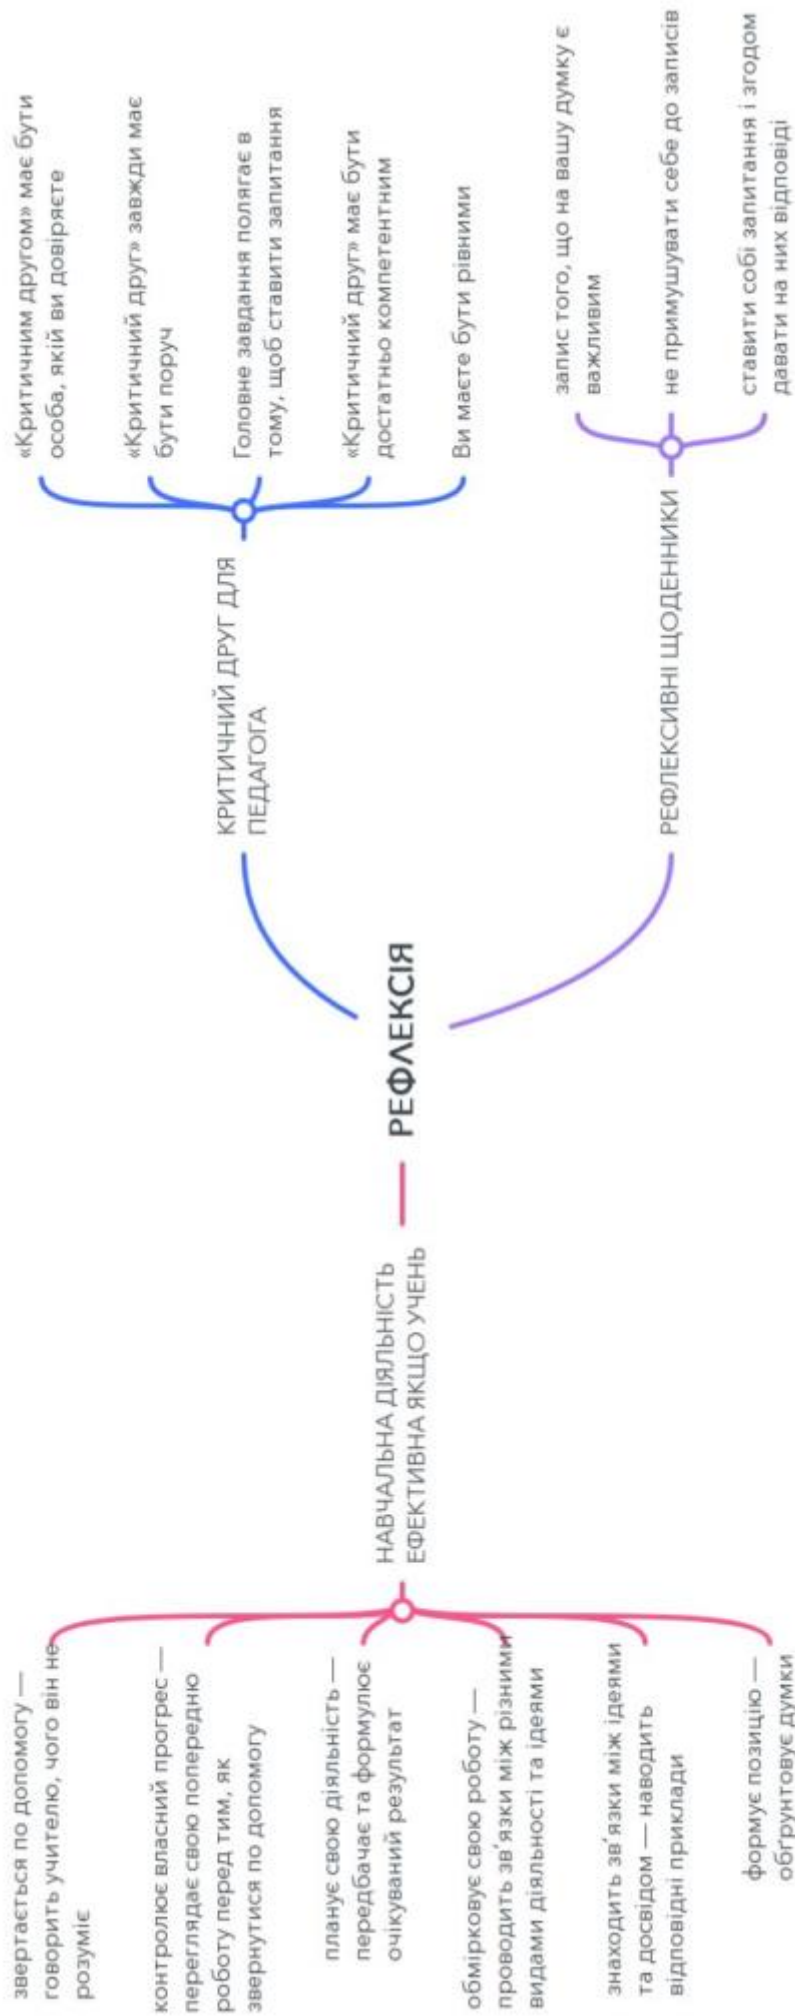 звертається по допомогу —
говорить учителю, чого він не
розуміє
контролює власний прогрес —
переглядає свою попередню
роботу перед тим, як
звернутися по допомогу
планує свою діяльність —
передбачає та формулює
очікуваний результат
обмірковує свою роботу —
проводить зв'язки між різними
видами діяльності та ідеями
знаходить зв'язки між ідеями
та досвідом — наводить
відповідні приклади
формує позицію —
обґрунтовує думки
НАВЧАЛЬНА ДІЯЛЬНІСТЬ
ЕФЕКТИВНА ЯКЩО УЧЕНЬ
РЕФЛЕКСІЯ
КРИТИЧНИЙ ДРУГ ДЛЯ
ПЕДАГОГА
«Критичним другом» має бути
особа, якій ви довіряєте
«Критичний друг» завжди має
бути поруч
Головне завдання полягає в
тому, щоб ставити запитання
«Критичний друг» має бути
достатньо компетентним
Ви маєте бути рівними
РЕФЛЕКСИВНІ ЩОДЕННИКИ
запис того, що на вашу думку є
важливим
не примушувати себе до записів
ставити собі запитання і згодом
давати на них відповіді